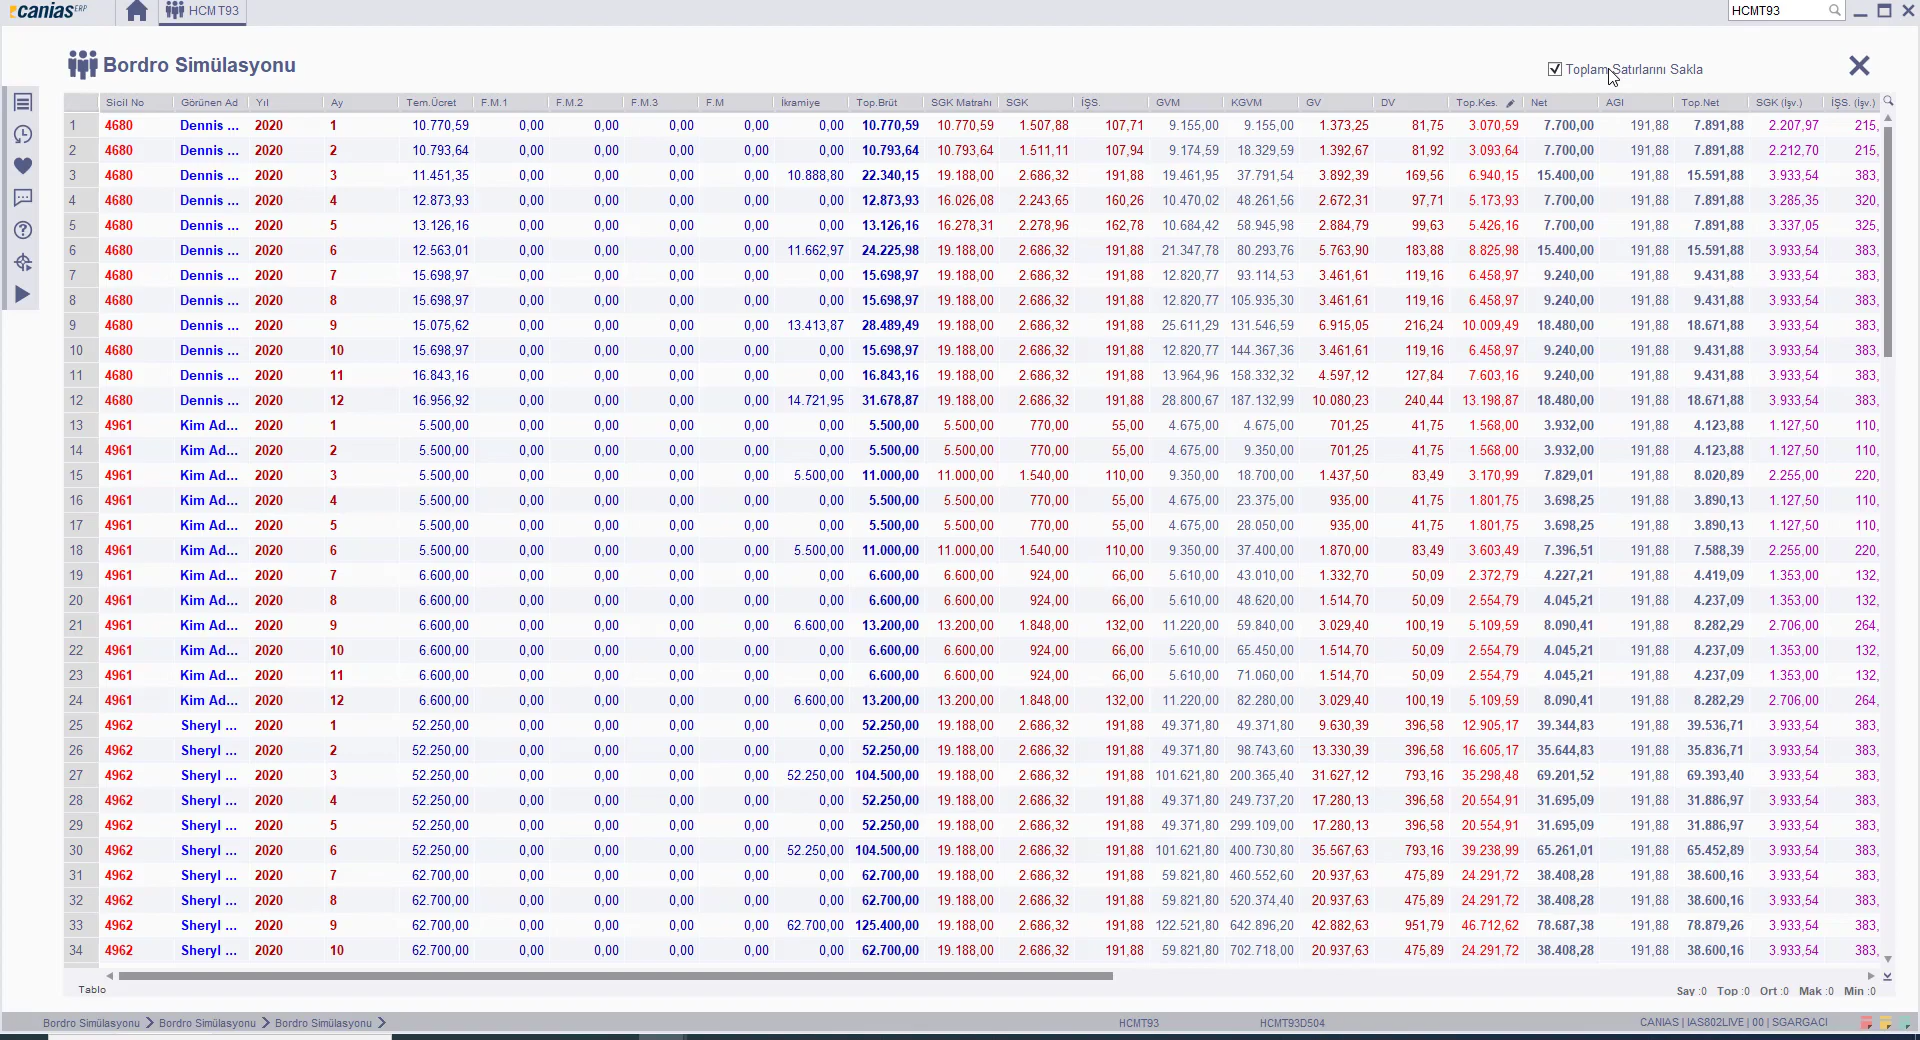 canias ERP HCMT93 HCMT93
Bordro Simülasyonu Toplam Satırlarını Sakla
Sicil No Görünen Ad Yıl Ay Tem.Ücret F.M.1 F.M.2 F.M.3 F.M İkramiye Top.Brüt SGK Matrahı SGK İŞS. GVM KGVM GV DV Top.Kes. Net AGI Top.Net SGK (İşv.) İŞS. (İşv.)
1 4680 Dennis ... 2020 1 10.770,59 0,00 0,00 0,00 0,00 0,00 10.770,59 10.770,59 1.507,88 107,71 9.155,00 9.155,00 1.373,25 81,75 3.070,59 7.700,00 191,88 7.891,88 2.207,97 215,
2 4680 Dennis ... 2020 2 10.793,64 0,00 0,00 0,00 0,00 0,00 10.793,64 10.793,64 1.511,11 107,94 9.174,59 18.329,59 1.392,67 81,92 3.093,64 7.700,00 191,88 7.891,88 2.212,70 215,
3 4680 Dennis ... 2020 3 11.451,35 0,00 0,00 0,00 0,00 10.888,80 22.340,15 19.188,00 2.686,32 191,88 19.461,95 37.791,54 3.892,39 169,56 6.940,15 15.400,00 191,88 15.591,88 3.933,54 383,
4 4680 Dennis ... 2020 4 12.873,93 0,00 0,00 0,00 0,00 0,00 12.873,93 16.026,08 2.243,65 160,26 10.470,02 48.261,56 2.672,31 97,71 5.173,93 7.700,00 191,88 7.891,88 3.285,35 320,
5 4680 Dennis ... 2020 5 13.126,16 0,00 0,00 0,00 0,00 0,00 13.126,16 16.278,31 2.278,96 162,78 10.684,42 58.945,98 2.884,79 99,63 5.426,16 7.700,00 191,88 7.891,88 3.337,05 325,
6 4680 Dennis ... 2020 6 12.563,01 0,00 0,00 0,00 0,00 11.662,97 24.225,98 19.188,00 2.686,32 191,88 21.347,78 80.293,76 5.763,90 183,88 8.825,98 15.400,00 191,88 15.591,88 3.933,54 383,
7 4680 Dennis ... 2020 7 15.698,97 0,00 0,00 0,00 0,00 0,00 15.698,97 19.188,00 2.686,32 191,88 12.820,77 93.114,53 3.461,61 119,16 6.458,97 9.240,00 191,88 9.431,88 3.933,54 383,
8 4680 Dennis ... 2020 8 15.698,97 0,00 0,00 0,00 0,00 0,00 15.698,97 19.188,00 2.686,32 191,88 12.820,77 105.935,30 3.461,61 119,16 6.458,97 9.240,00 191,88 9.431,88 3.933,54 383,
9 4680 Dennis ... 2020 9 15.075,62 0,00 0,00 0,00 0,00 13.413,87 28.489,49 19.188,00 2.686,32 191,88 25.611,29 131.546,59 6.915,05 216,24 10.009,49 18.480,00 191,88 18.671,88 3.933,54 383,
10 4680 Dennis ... 2020 10 15.698,97 0,00 0,00 0,00 0,00 0,00 15.698,97 19.188,00 2.686,32 191,88 12.820,77 144.367,36 3.461,61 119,16 6.458,97 9.240,00 191,88 9.431,88 3.933,54 383,
11 4680 Dennis ... 2020 11 16.843,16 0,00 0,00 0,00 0,00 0,00 16.843,16 19.188,00 2.686,32 191,88 13.964,96 158.332,32 4.597,12 127,84 7.603,16 9.240,00 191,88 9.431,88 3.933,54 383,
12 4680 Dennis ... 2020 12 16.956,92 0,00 0,00 0,00 0,00 14.721,95 31.678,87 19.188,00 2.686,32 191,88 28.800,67 187.132,99 10.080,23 240,44 13.198,87 18.480,00 191,88 18.671,88 3.933,54 383,
13 4961 Kim Ad... 2020 1 5.500,00 0,00 0,00 0,00 0,00 0,00 5.500,00 5.500,00 770,00 55,00 4.675,00 4.675,00 701,25 41,75 1.568,00 3.932,00 191,88 4.123,88 1.127,50 110,
14 4961 Kim Ad... 2020 2 5.500,00 0,00 0,00 0,00 0,00 0,00 5.500,00 5.500,00 770,00 55,00 4.675,00 9.350,00 701,25 41,75 1.568,00 3.932,00 191,88 4.123,88 1.127,50 110,
15 4961 Kim Ad... 2020 3 5.500,00 0,00 0,00 0,00 0,00 5.500,00 11.000,00 11.000,00 1.540,00 110,00 9.350,00 18.700,00 1.437,50 83,49 3.170,99 7.829,01 191,88 8.020,89 2.255,00 220,
16 4961 Kim Ad... 2020 4 5.500,00 0,00 0,00 0,00 0,00 0,00 5.500,00 5.500,00 770,00 55,00 4.675,00 23.375,00 935,00 41,75 1.801,75 3.698,25 191,88 3.890,13 1.127,50 110,
17 4961 Kim Ad... 2020 5 5.500,00 0,00 0,00 0,00 0,00 0,00 5.500,00 5.500,00 770,00 55,00 4.675,00 28.050,00 935,00 41,75 1.801,75 3.698,25 191,88 3.890,13 1.127,50 110,
18 4961 Kim Ad... 2020 6 5.500,00 0,00 0,00 0,00 0,00 5.500,00 11.000,00 11.000,00 1.540,00 110,00 9.350,00 37.400,00 1.870,00 83,49 3.603,49 7.396,51 191,88 7.588,39 2.255,00 220,
19 4961 Kim Ad... 2020 7 6.600,00 0,00 0,00 0,00 0,00 0,00 6.600,00 6.600,00 924,00 66,00 5.610,00 43.010,00 1.332,70 50,09 2.372,79 4.227,21 191,88 4.419,09 1.353,00 132,
20 4961 Kim Ad... 2020 8 6.600,00 0,00 0,00 0,00 0,00 0,00 6.600,00 6.600,00 924,00 66,00 5.610,00 48.620,00 1.514,70 50,09 2.554,79 4.045,21 191,88 4.237,09 1.353,00 132,
21 4961 Kim Ad... 2020 9 6.600,00 0,00 0,00 0,00 0,00 6.600,00 13.200,00 13.200,00 1.848,00 132,00 11.220,00 59.840,00 3.029,40 100,19 5.109,59 8.090,41 191,88 8.282,29 2.706,00 264,
22 4961 Kim Ad... 2020 10 6.600,00 0,00 0,00 0,00 0,00 0,00 6.600,00 6.600,00 924,00 66,00 5.610,00 65.450,00 1.514,70 50,09 2.554,79 4.045,21 191,88 4.237,09 1.353,00 132,
23 4961 Kim Ad... 2020 11 6.600,00 0,00 0,00 0,00 0,00 0,00 6.600,00 6.600,00 924,00 66,00 5.610,00 71.060,00 1.514,70 50,09 2.554,79 4.045,21 191,88 4.237,09 1.353,00 132,
24 4961 Kim Ad... 2020 12 6.600,00 0,00 0,00 0,00 0,00 6.600,00 13.200,00 13.200,00 1.848,00 132,00 11.220,00 82.280,00 3.029,40 100,19 5.109,59 8.090,41 191,88 8.282,29 2.706,00 264,
25 4962 Sheryl ... 2020 1 52.250,00 0,00 0,00 0,00 0,00 0,00 52.250,00 19.188,00 2.686,32 191,88 49.371,80 49.371,80 9.630,39 396,58 12.905,17 39.344,83 191,88 39.536,71 3.933,54 383,
26 4962 Sheryl ... 2020 2 52.250,00 0,00 0,00 0,00 0,00 0,00 52.250,00 19.188,00 2.686,32 191,88 49.371,80 98.743,60 13.330,39 396,58 16.605,17 35.644,83 191,88 35.836,71 3.933,54 383,
27 4962 Sheryl ... 2020 3 52.250,00 0,00 0,00 0,00 0,00 52.250,00 104.500,00 19.188,00 2.686,32 191,88 101.621,80 200.365,40 31.627,12 793,16 35.298,48 69.201,52 191,88 69.393,40 3.933,54 383,
28 4962 Sheryl ... 2020 4 52.250,00 0,00 0,00 0,00 0,00 0,00 52.250,00 19.188,00 2.686,32 191,88 49.371,80 249.737,20 17.280,13 396,58 20.554,91 31.695,09 191,88 31.886,97 3.933,54 383,
29 4962 Sheryl ... 2020 5 52.250,00 0,00 0,00 0,00 0,00 0,00 52.250,00 19.188,00 2.686,32 191,88 49.371,80 299.109,00 17.280,13 396,58 20.554,91 31.695,09 191,88 31.886,97 3.933,54 383,
30 4962 Sheryl ... 2020 6 52.250,00 0,00 0,00 0,00 0,00 52.250,00 104.500,00 19.188,00 2.686,32 191,88 101.621,80 400.730,80 35.567,63 793,16 39.238,99 65.261,01 191,88 65.452,89 3.933,54 383,
31 4962 Sheryl ... 2020 7 62.700,00 0,00 0,00 0,00 0,00 0,00 62.700,00 19.188,00 2.686,32 191,88 59.821,80 460.552,60 20.937,63 475,89 24.291,72 38.408,28 191,88 38.600,16 3.933,54 383,
32 4962 Sheryl ... 2020 8 62.700,00 0,00 0,00 0,00 0,00 0,00 62.700,00 19.188,00 2.686,32 191,88 59.821,80 520.374,40 20.937,63 475,89 24.291,72 38.408,28 191,88 38.600,16 3.933,54 383,
33 4962 Sheryl ... 2020 9 62.700,00 0,00 0,00 0,00 0,00 62.700,00 125.400,00 19.188,00 2.686,32 191,88 122.521,80 642.896,20 42.882,63 951,79 46.712,62 78.687,38 191,88 78.879,26 3.933,54 383,
34 4962 Sheryl ... 2020 10 62.700,00 0,00 0,00 0,00 0,00 0,00 62.700,00 19.188,00 2.686,32 191,88 59.821,80 702.718,00 20.937,63 475,89 24.291,72 38.408,28 191,88 38.600,16 3.933,54 383,
Tablo Say :0 Top :0 Ort :0 Mak :0 Min :0
Bordro Simülasyonu Bordro Simülasyonu Bordro Simülasyonu HCMT93 HCMT93D504 CANIAS | IAS802LIVE | 00 | SGARGACI